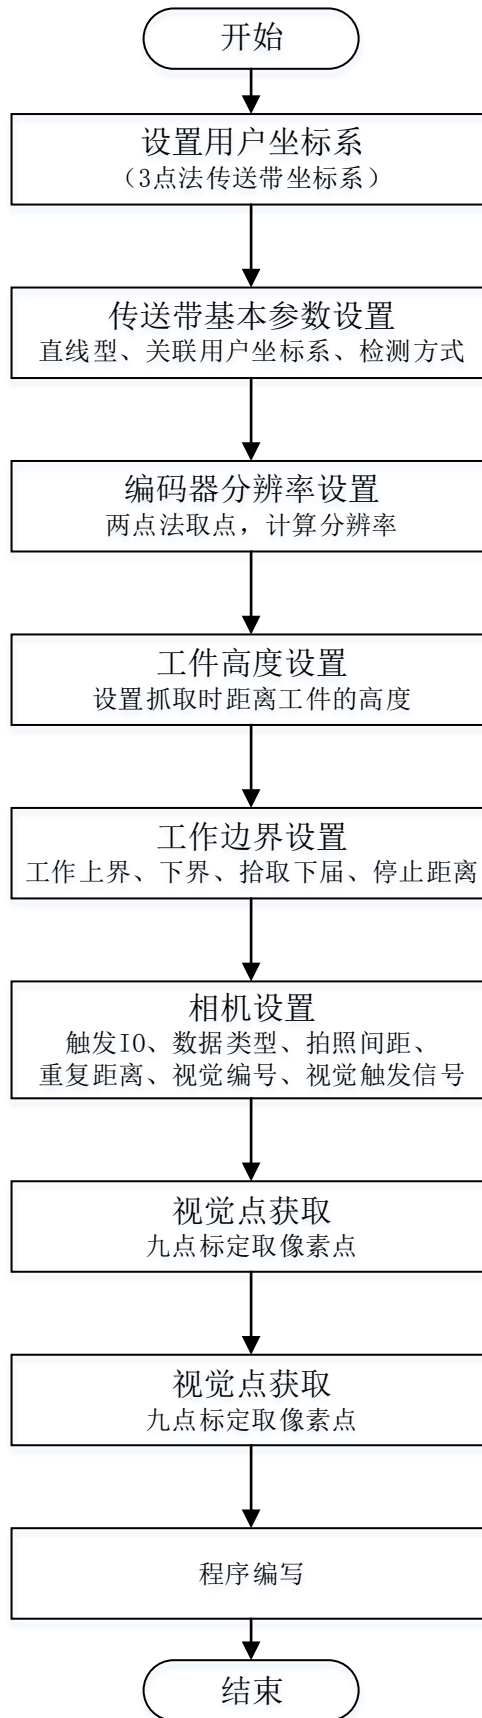 开始
设置用户坐标系
（3点法传送带坐标系）
传送带基本参数设置
直线型、关联用户坐标系、检测方式
编码器分辨率设置
两点法取点，计算分辨率
工件高度设置
设置抓取时距离工件的高度
工作边界设置
工作上界、下界、拾取下届、停止距离
相机设置
触发IO、数据类型、拍照间距、
重复距离、视觉编号、视觉触发信号
视觉点获取
九点标定取像素点
视觉点获取
九点标定取像素点
程序编写
结束